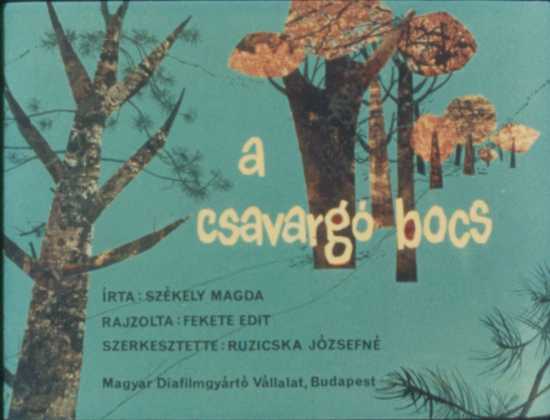 a
csavargó bocs
ÍRTA: SZÉKELY MAGDA
RAJZOLTA: FEKETE EDIT
SZERKESZTETTE: RUZICSKA JÓZSEFNÉ
Magyar Diafilmgyártó Vállalat, Budapest